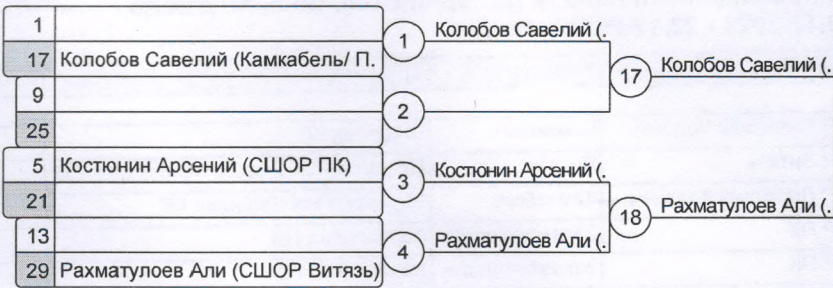 1
17 Колобов Савелий (Камкабель/ П.
1
Колобов Савелий (.
9
25
2
17
Колобов Савелий (.
5 Костюнин Арсений (СШОР ПК)
21
3
Костюнин Арсений (.
13
29 Рахматулоев Али (СШОР Витязь)
4
Рахматулоев Али (.
18
Рахматулоев Али (.